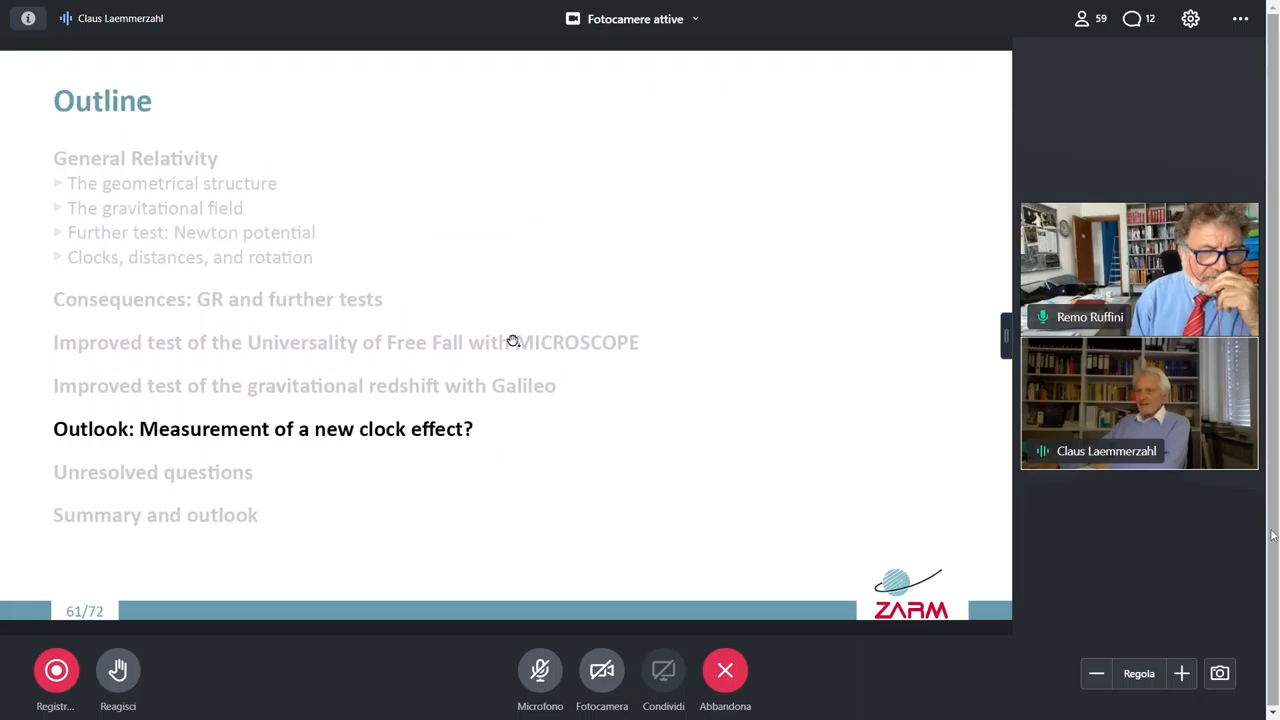 Claus Laemmerzahl
Fotocamere attive
59
12
Outline
General Relativity
The geometrical structure
The gravitational field
Further test: Newton potential
Clocks, distances, and rotation
Consequences: GR and further tests
Improved test of the Universality of Free Fall with MICROSCOPE
Improved test of the gravitational redshift with Galileo
Outlook: Measurement of a new clock effect?
Unresolved questions
Summary and outlook
61/72
ZARM
Remo Ruffini
Claus Laemmerzahl
Registr...
Reagisci
Microfono
Fotocamera
Condividi
Abbandona
Regola